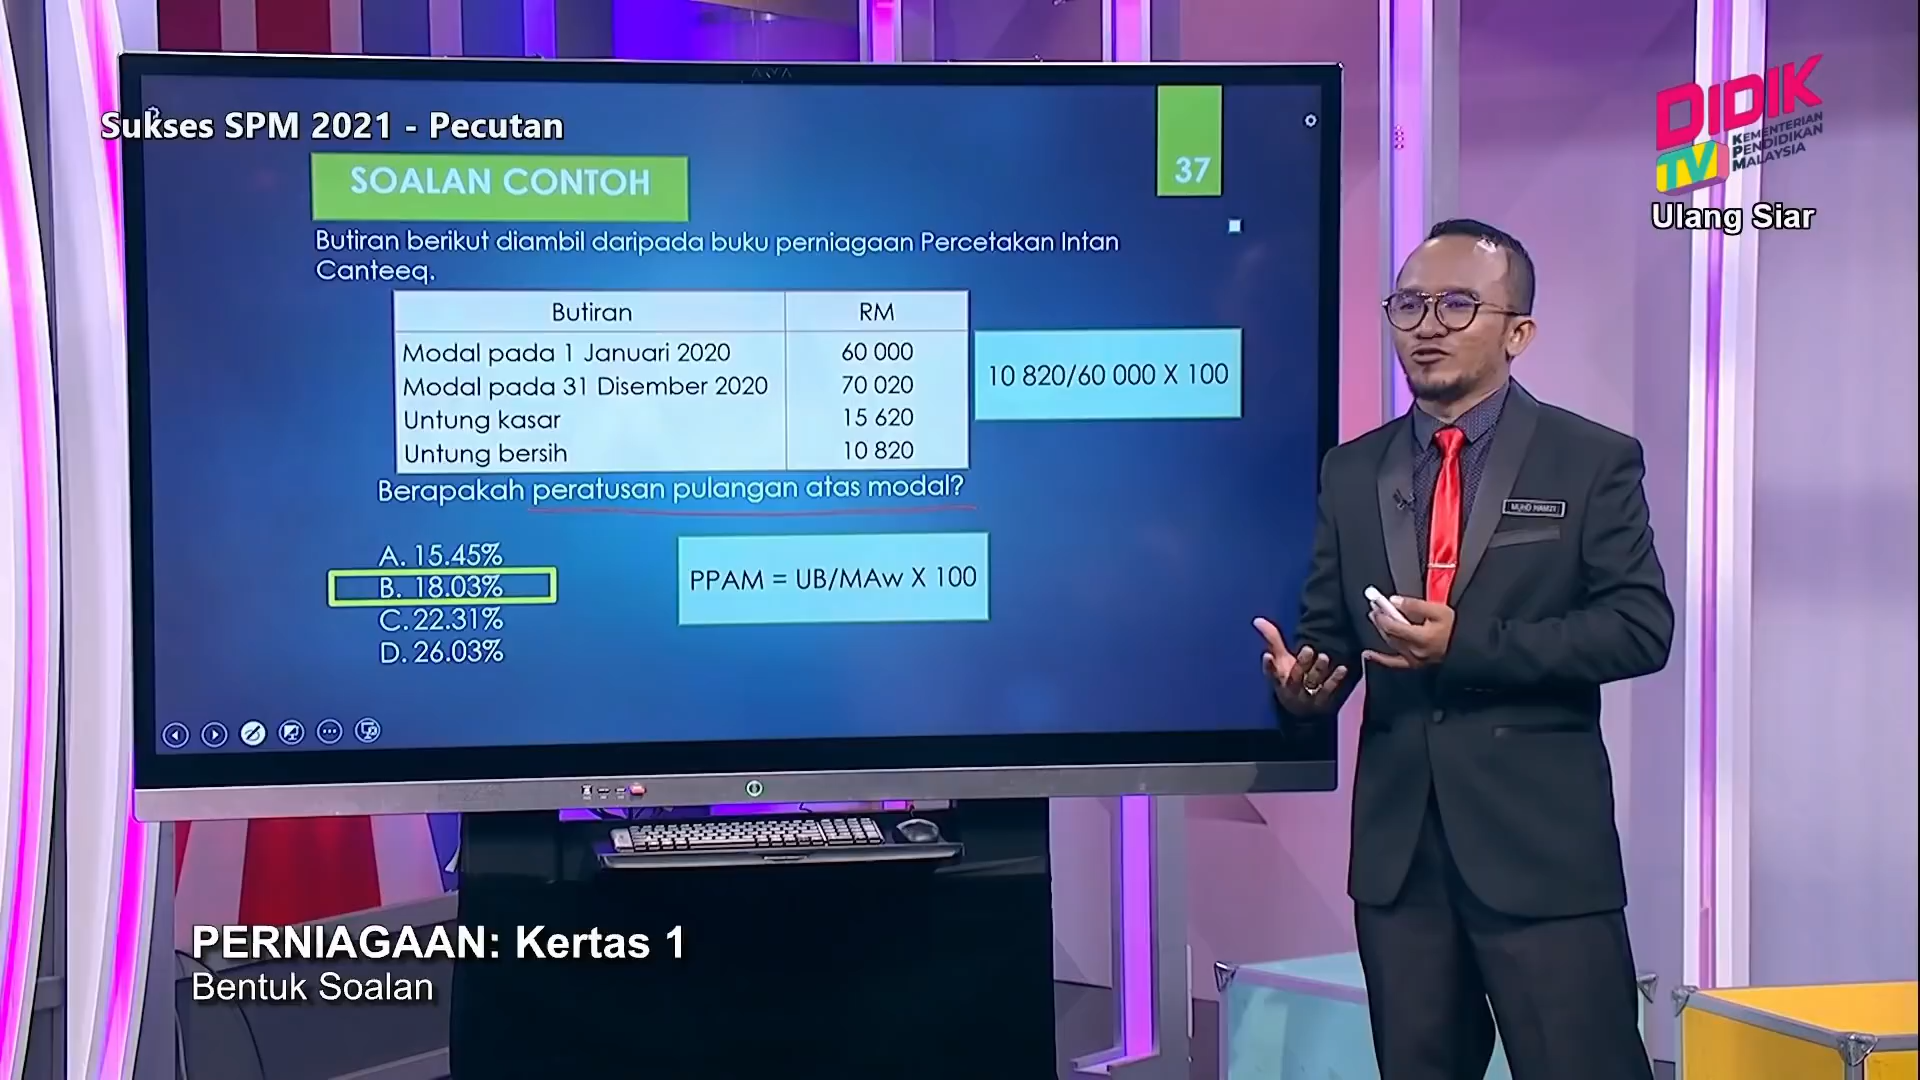 Sukses SPM 2021 - Pecutan
SOALAN CONTOH
37
Butiran berikut diambil daripada buku perniagaan Percetakan Intan
Canteeq.
Butiran RM
Modal pada 1 Januari 2020 60 000
Modal pada 31 Disember 2020 70 020
Untung kasar 15 620
Untung bersih 10 820
10 820/60 000 X 100
Berapakah peratusan pulangan atas modal?
A. 15.45%
B. 18.03%
C. 22.31%
D. 26.03%
PPAM = UB/MAw X 100
DIDIK
TV
KEMENTERIAN
PENDIDIKAN
MALAYSIA
Ulang Siar
PERNIAGAAN: Kertas 1
Bentuk Soalan